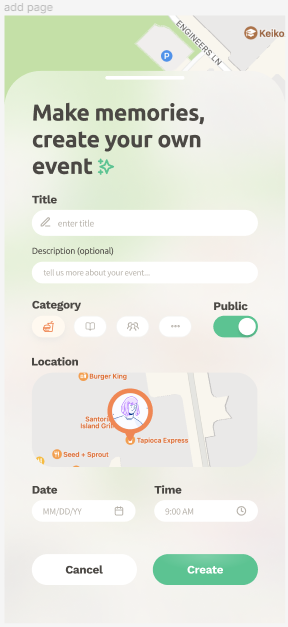 add page
ENGINEERS LN
Keiko
P
Make memories,
create your own
event
Title
enter title
Description (optional)
tell us more about your event...
Category
Public
Location
Burger King
Santori
Island Gril
Tapioca Express
Seed + Sprout
Date
Time
MM/DD/YY
9:00 AM
Cancel
Create